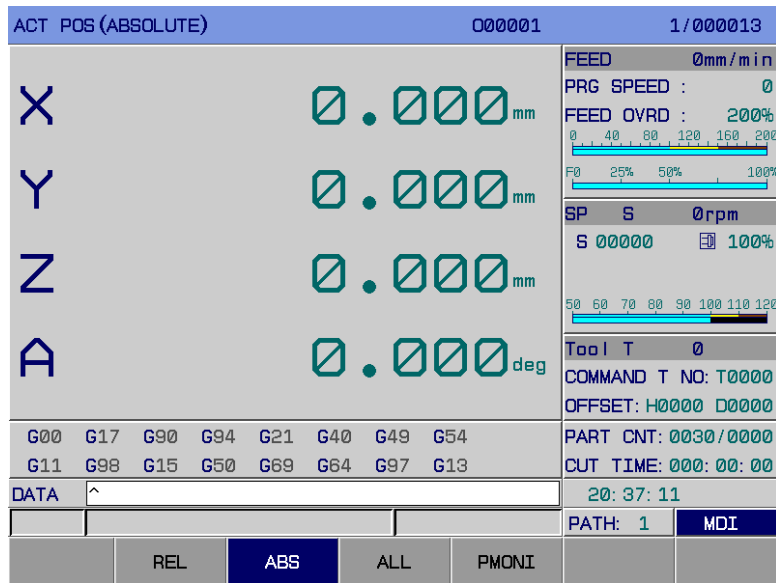 ACT POS(ABSOLUTE) O00001 1/000013
X 0.000mm
Y 0.000mm
Z 0.000mm
A 0.000deg
FEED 0mm/min
PRG SPEED : 0
FEED OVRD : 200%
0 40 80 120 160 200
F0 25% 50% 100%
SP S 0rpm
S 00000 100%
50 60 70 80 90 100 110 120
Tool T 0
COMMAND T NO: T0000
OFFSET: H0000 D0000
G00 G17 G90 G94 G21 G40 G49 G54
G11 G98 G15 G50 G69 G64 G97 G13
PART CNT: 0030/0000
CUT TIME: 000:00:00
DATA ^
20:37:11
PATH: 1 MDI
REL ABS ALL PMONI